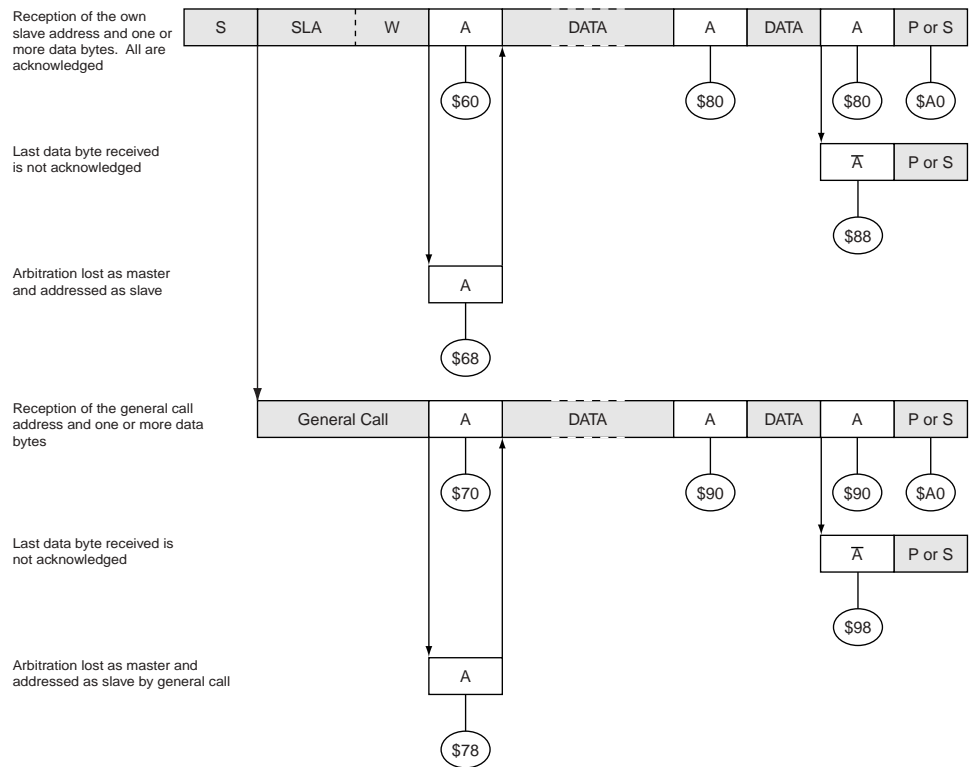 Reception of the own
slave address and one or
more data bytes. All are
acknowledged
S SLA W A DATA A DATA A P or S
$60 $80 $80 $A0
Last data byte received
is not acknowledged
A̅ P or S
$88
Arbitration lost as master
and addressed as slave
A
$68
Reception of the general call
address and one or more data
bytes
General Call A DATA A DATA A P or S
$70 $90 $90 $A0
Last data byte received is
not acknowledged
A̅ P or S
$98
Arbitration lost as master and
addressed as slave by general call
A
$78